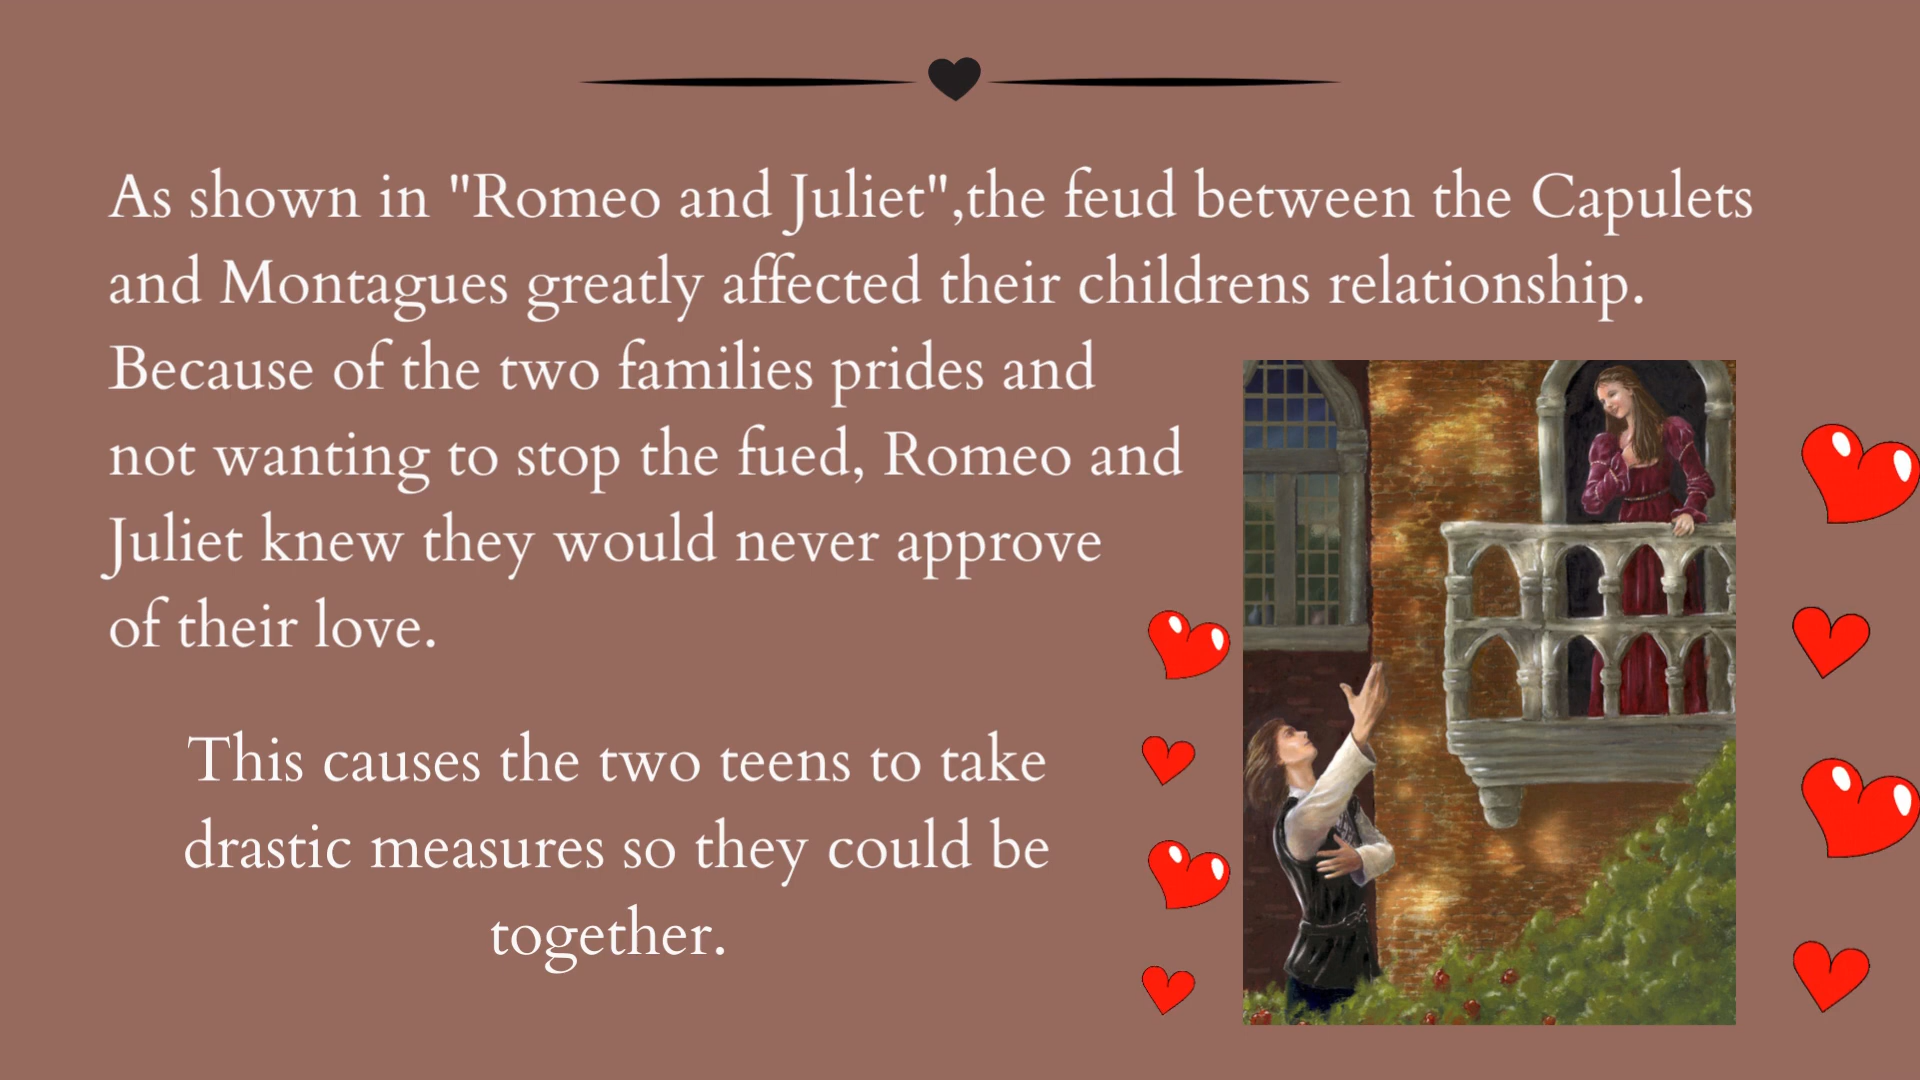 As shown in "Romeo and Juliet",the feud between the Capulets
and Montagues greatly affected their childrens relationship.
Because of the two families prides and
not wanting to stop the fued, Romeo and
Juliet knew they would never approve
of their love.
This causes the two teens to take
drastic measures so they could be
together.